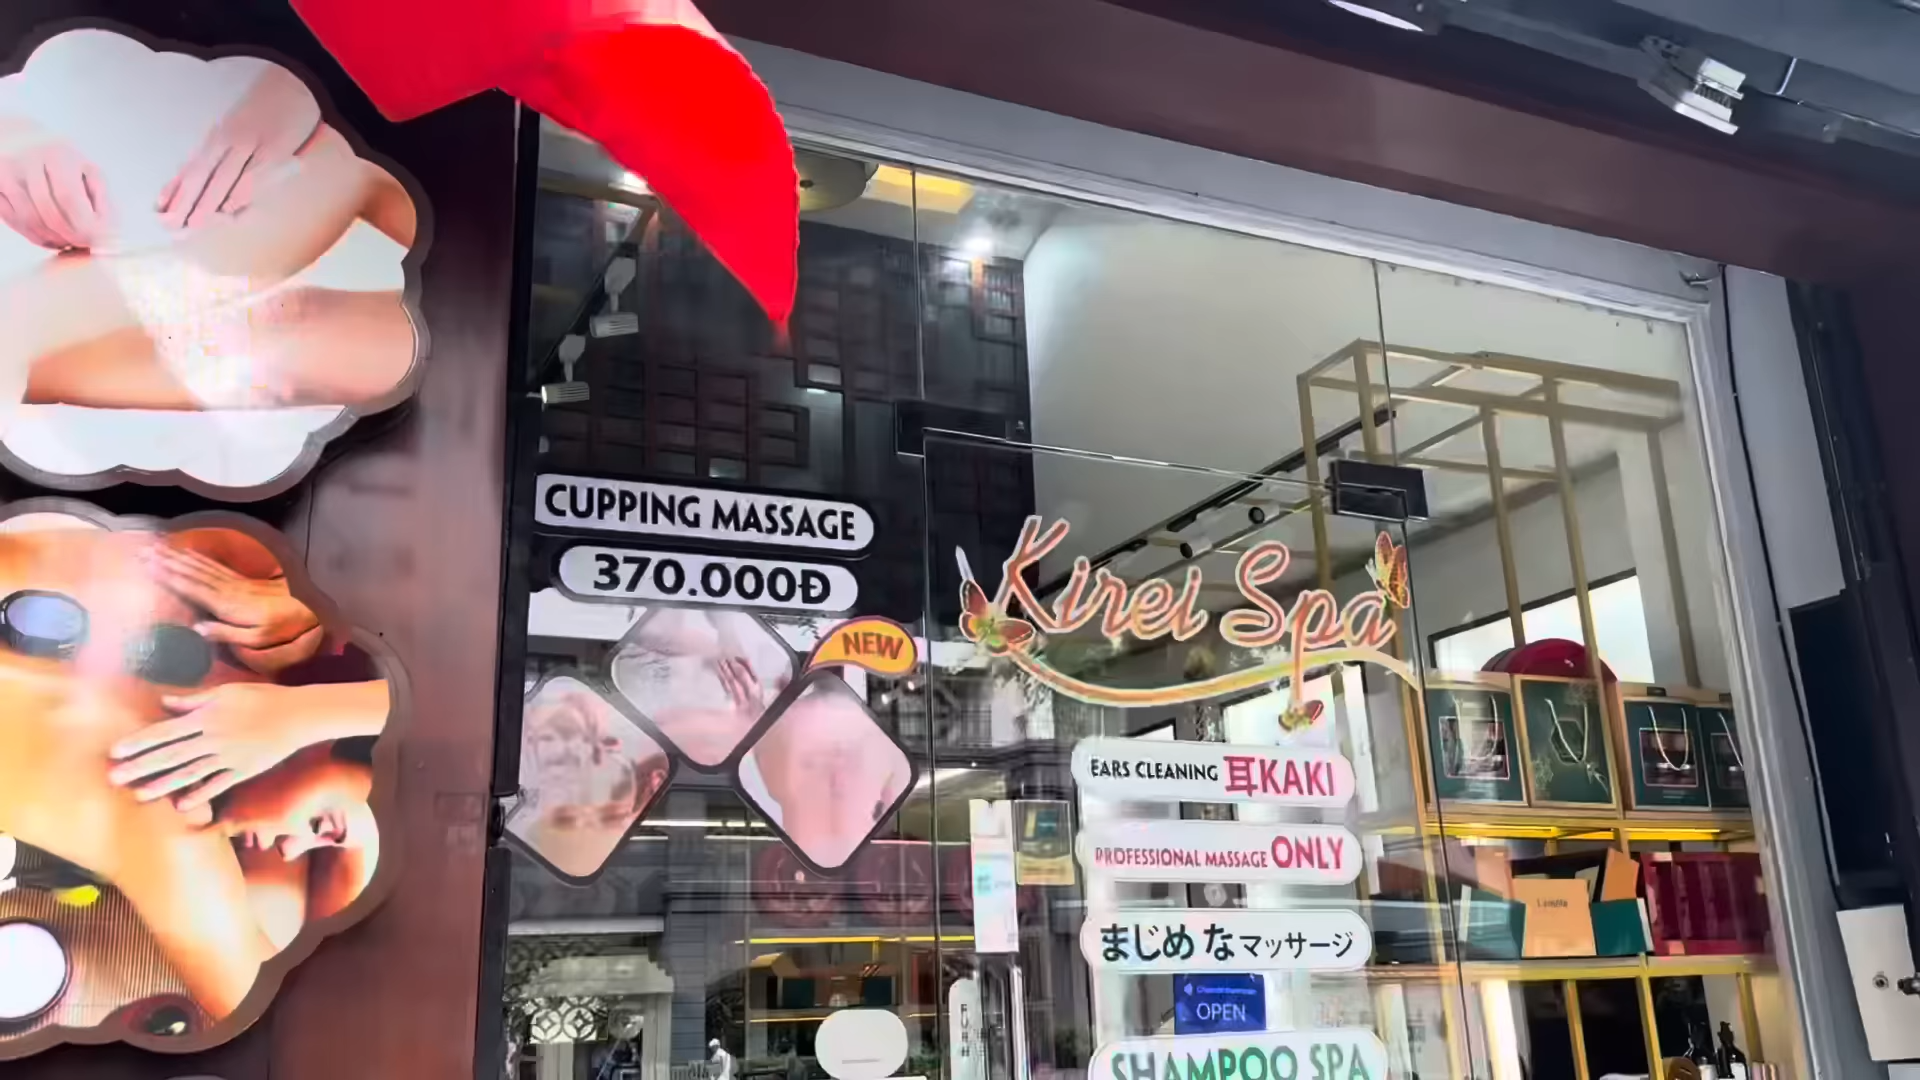 CUPPING MASSAGE
370.000Đ
NEW
Kirei Spa
EARS CLEANING 耳KAKI
PROFESSIONAL MASSAGE ONLY
まじめ な マッサージ
OPEN
SHAMPOO SPA